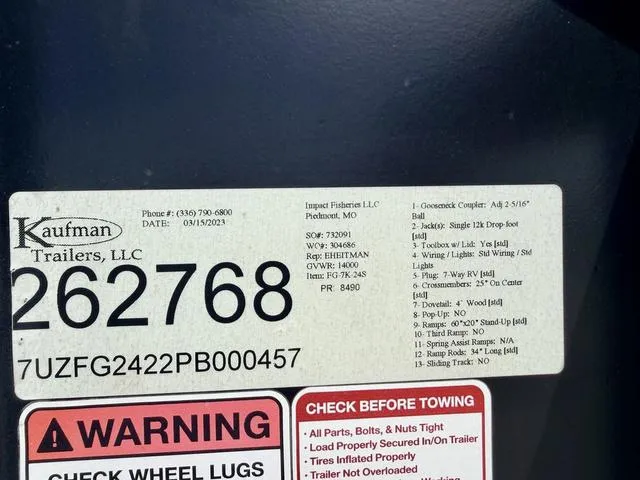 Kaufman
Trailers, LLC
Phone #: (336) 790-6800
DATE: 03/15/2023
262768
7UZFG2422PB000457
Impact Fisheries LLC
Piedmont, MO
SO#: 732091
WO#: 304686
Rep: EHEITMAN
GVWR: 14000
Item: FG-7K-24S
PR: 8490
1- Gooseneck Coupler: Adj 2-5/16"
Ball
2- Jack(s): Single 12k Drop-foot
[std]
3- Toolbox w/ Lid: Yes [std]
4- Wiring / Lights: Std Wiring / Std
Lights
5- Plug: 7-Way RV [std]
6- Crossmembers: 25" On Center
[std]
7- Dovetail: 4' Wood [std]
8- Pop-Up: NO
9- Ramps: 60"x20" Stand-Up [std]
10- Third Ramp: NO
11- Spring Assist Ramps: N/A
12- Ramp Rods: 34" Long [std]
13- Sliding Track: NO
WARNING
CHECK WHEEL LUGS
CHECK BEFORE TOWING
· All Parts, Bolts, & Nuts Tight
· Load Properly Secured In/On Trailer
· Tires Inflated Properly
· Trailer Not Overloaded